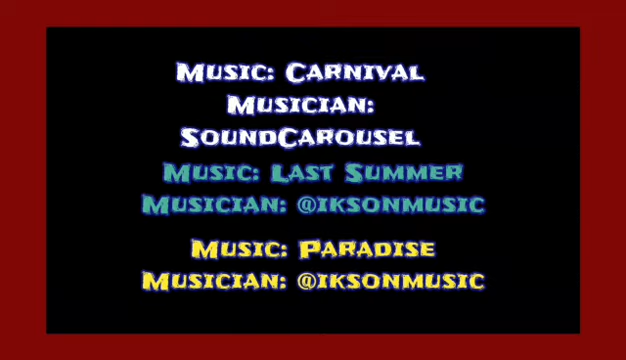 Music: Carnival
Musician:
SoundCarousel
Music: Last Summer
Musician: @iksonmusic
Music: Paradise
Musician: @iksonmusic